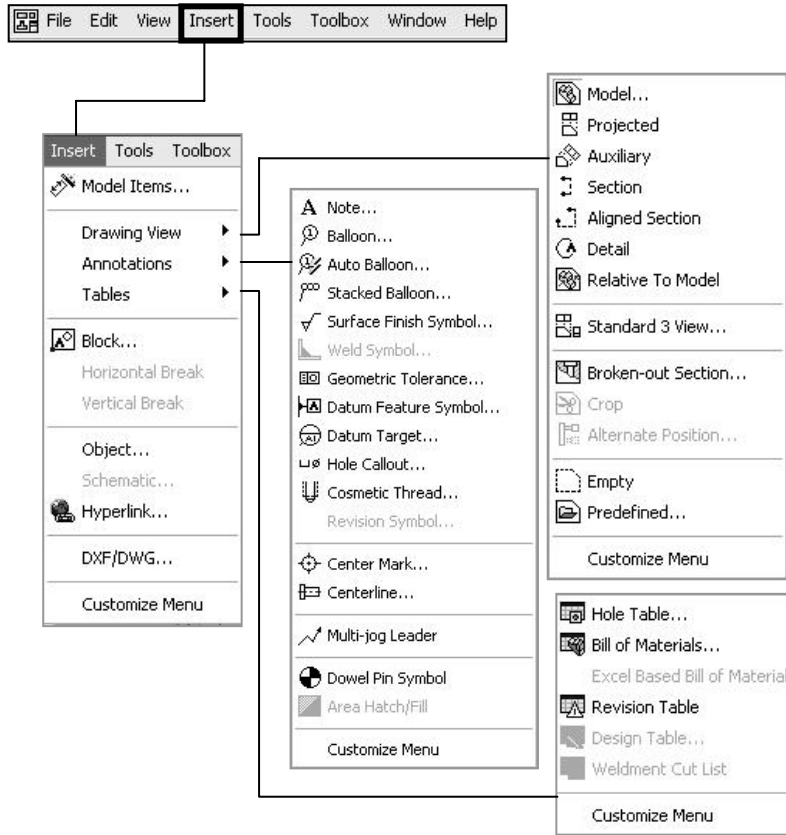 File Edit View Insert Tools Toolbox Window Help
Insert Tools Toolbox
Model Items...
Drawing View
Annotations
Tables
Block...
Horizontal Break
Vertical Break
Object...
Schematic...
Hyperlink...
DXF/DWG...
Customize Menu
Note...
Balloon...
Auto Balloon...
Stacked Balloon...
Surface Finish Symbol...
Weld Symbol...
Geometric Tolerance...
Datum Feature Symbol...
Datum Target...
Hole Callout...
Cosmetic Thread...
Revision Symbol...
Center Mark...
Centerline...
Multi-jog Leader
Dowel Pin Symbol
Area Hatch/Fill
Customize Menu
Model...
Projected
Auxiliary
Section
Aligned Section
Detail
Relative To Model
Standard 3 View...
Broken-out Section...
Crop
Alternate Position...
Empty
Predefined...
Customize Menu
Hole Table...
Bill of Materials...
Excel Based Bill of Material
Revision Table
Design Table...
Weldment Cut List
Customize Menu